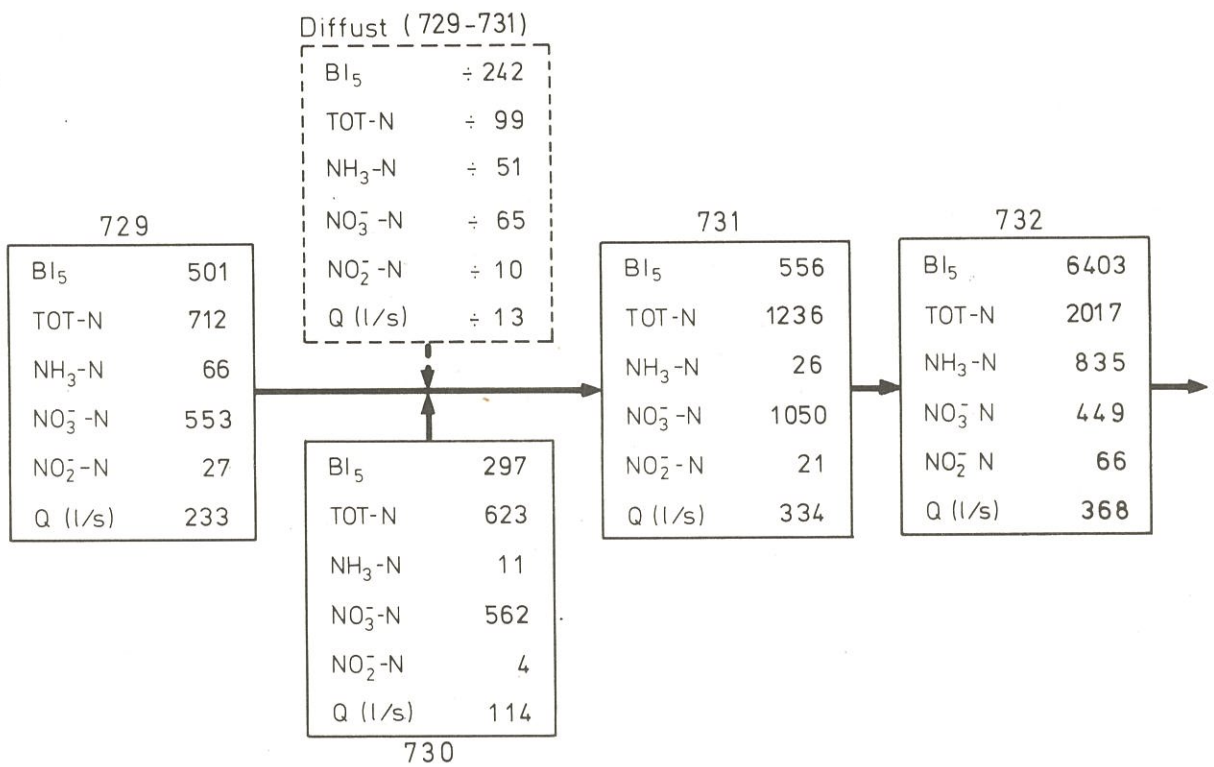 Diffust (729-731)
BI₅ ÷ 242
TOT-N ÷ 99
NH₃-N ÷ 51
NO₃⁻-N ÷ 65
NO₂⁻-N ÷ 10
Q (l/s) ÷ 13
729
BI₅ 501
TOT-N 712
NH₃-N 66
NO₃⁻-N 553
NO₂⁻-N 27
Q (l/s) 233
BI₅ 297
TOT-N 623
NH₃-N 11
NO₃⁻-N 562
NO₂⁻-N 4
Q (l/s) 114
730
731
BI₅ 556
TOT-N 1236
NH₃-N 26
NO₃⁻-N 1050
NO₂⁻-N 21
Q (l/s) 334
732
BI₅ 6403
TOT-N 2017
NH₃-N 835
NO₃⁻ N 449
NO₂⁻ N 66
Q (l/s) 368